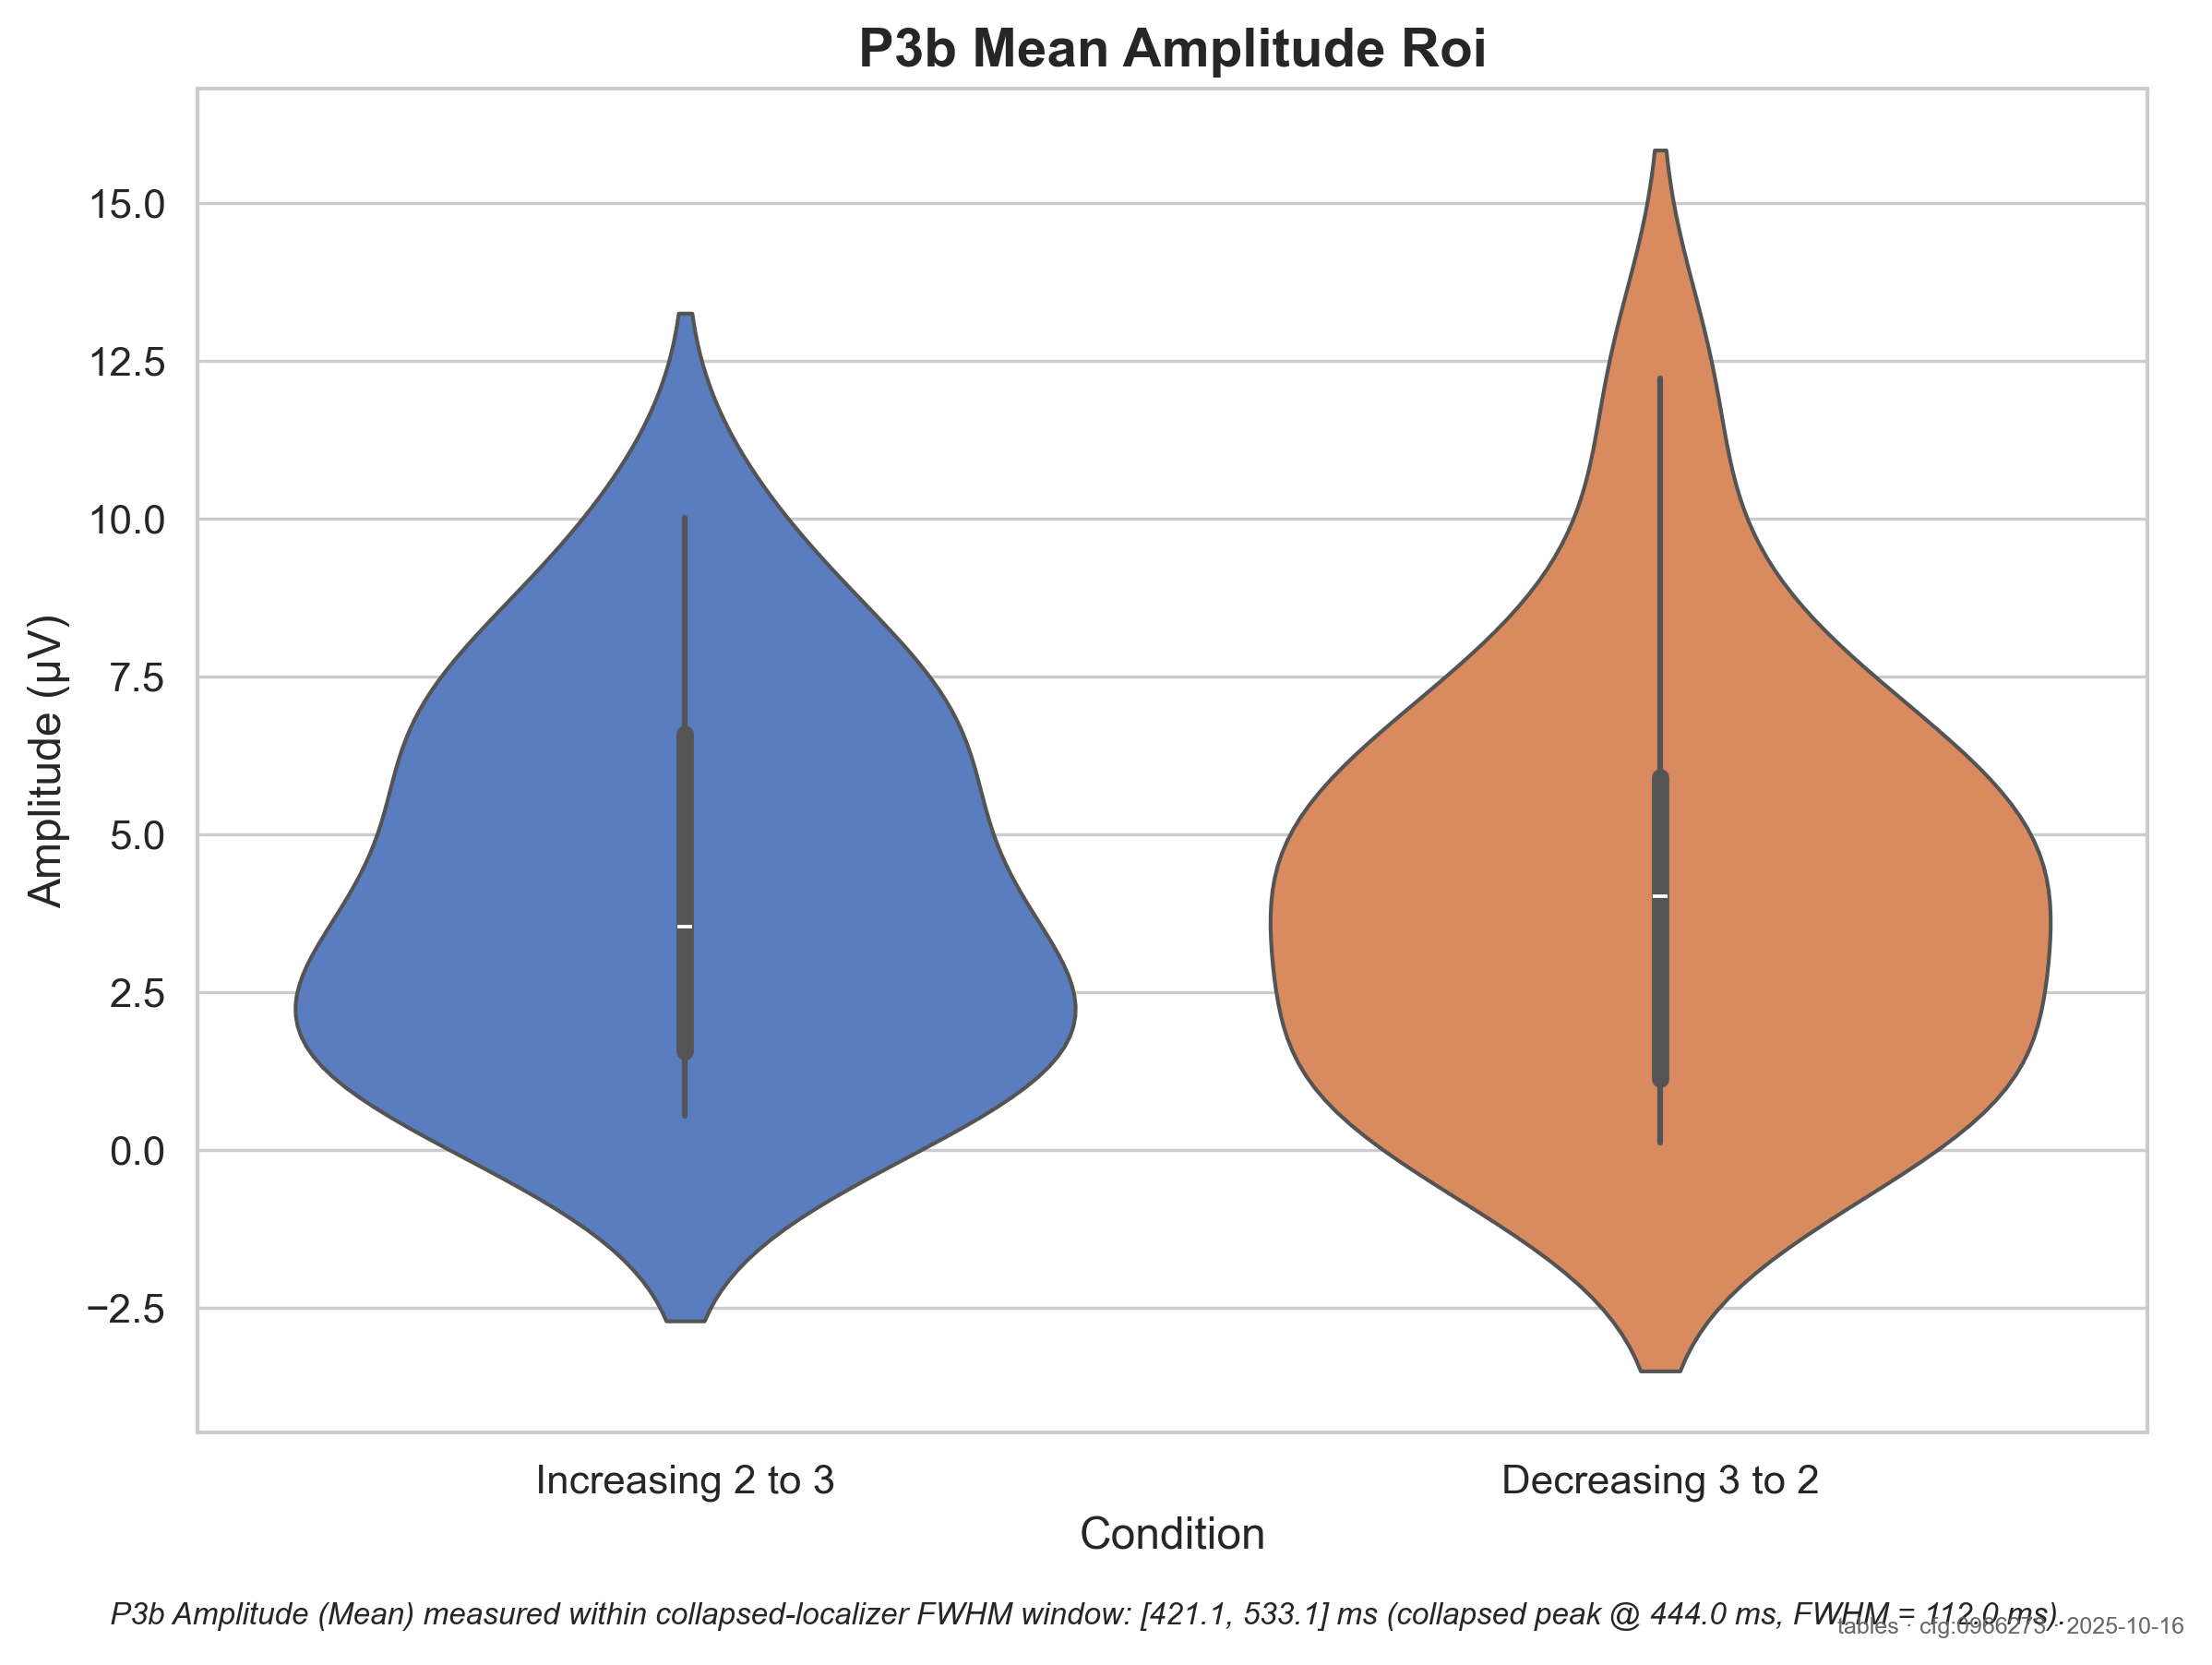 P3b Mean Amplitude Roi
15.0
12.5
10.0
7.5
5.0
2.5
0.0
−2.5
Amplitude (µV)
Increasing 2 to 3
Decreasing 3 to 2
Condition
P3b Amplitude (Mean) measured within collapsed-localizer FWHM window: [421.1, 533.1] ms (collapsed peak @ 444.0 ms, FWHM = 112.0 ms).
tables · cfg:0986273 · 2025-10-16